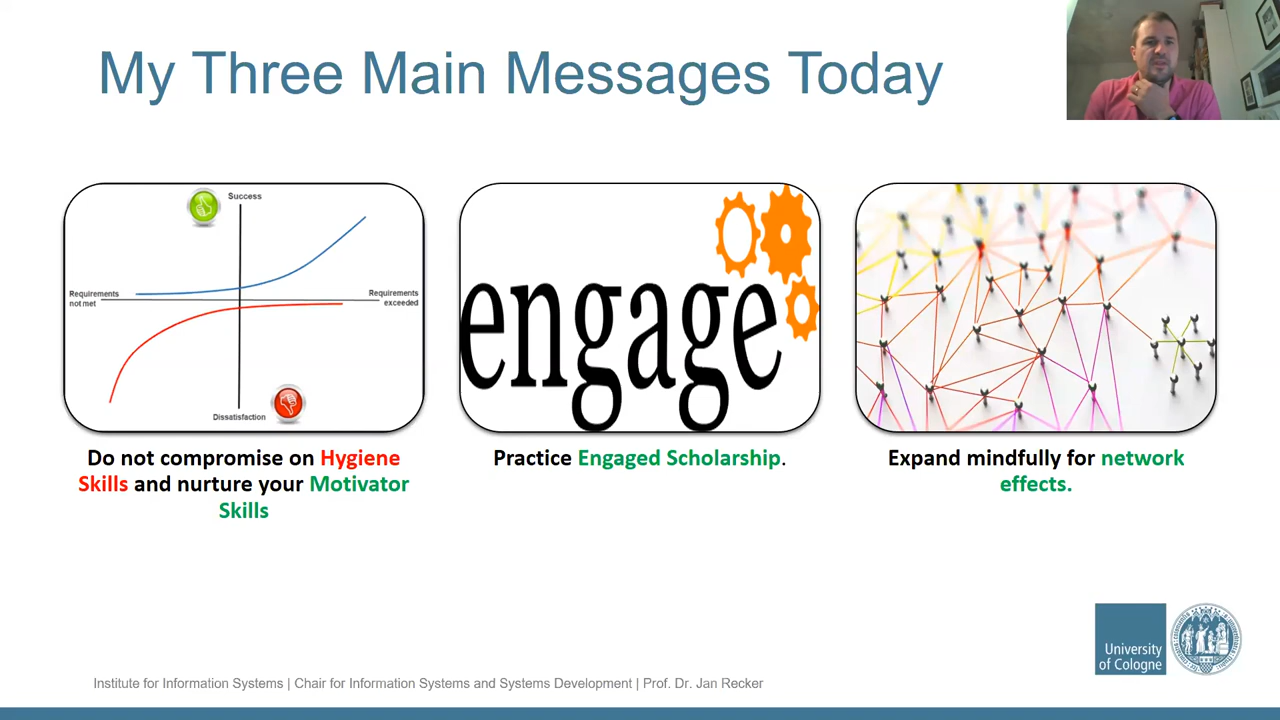 My Three Main Messages Today
Success
Requirements
not met
Requirements
exceeded
Dissatisfaction
engage
Do not compromise on Hygiene
Skills and nurture your Motivator
Skills
Practice Engaged Scholarship.
Expand mindfully for network
effects.
University
of Cologne
Institute for Information Systems | Chair for Information Systems and Systems Development | Prof. Dr. Jan Recker